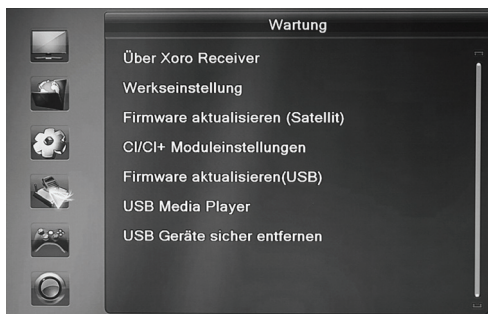 Wartung
Über Xoro Receiver
Werkseinstellung
Firmware aktualisieren (Satellit)
CI/CI+ Moduleinstellungen
Firmware aktualisieren(USB)
USB Media Player
USB Geräte sicher entfernen